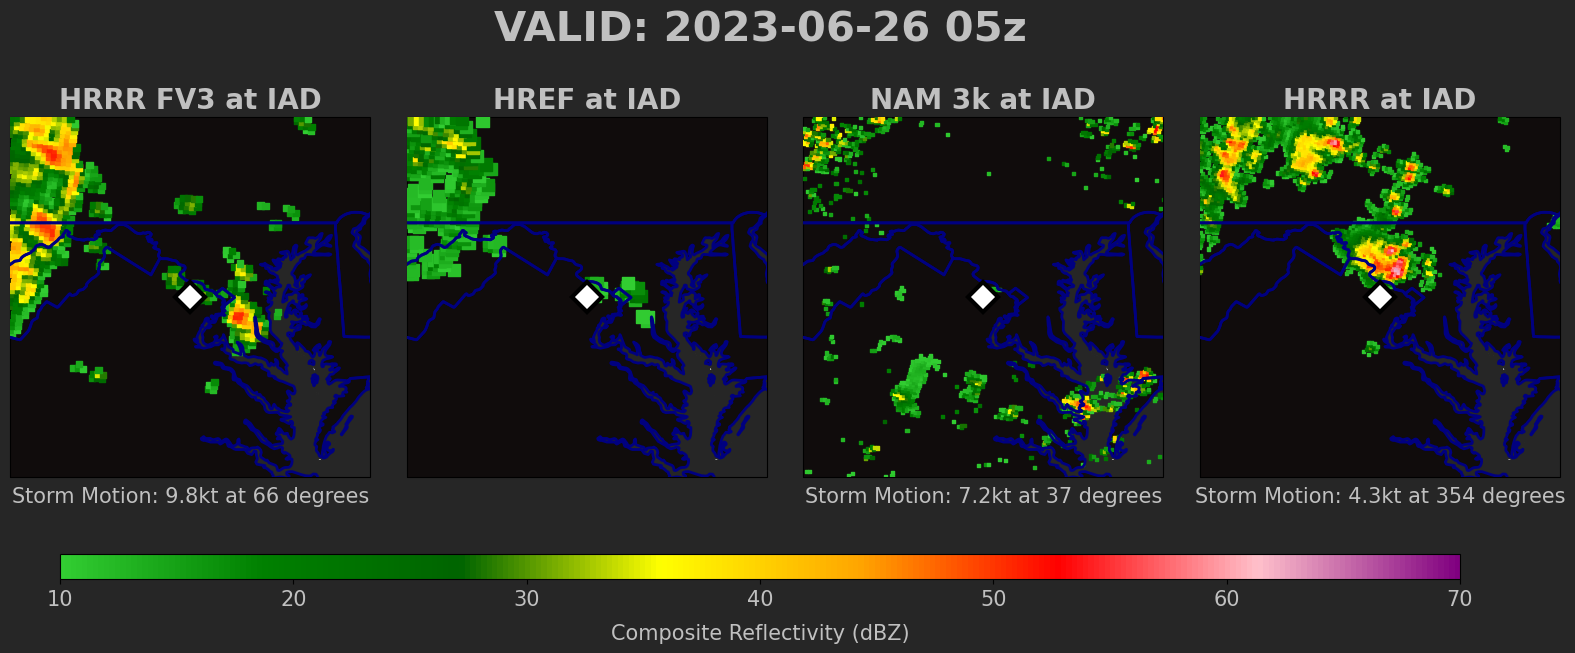 VALID: 2023-06-26 05z
HRRR FV3 at IAD
HREF at IAD
NAM 3k at IAD
HRRR at IAD
Storm Motion: 9.8kt at 66 degrees
Storm Motion: 7.2kt at 37 degrees
Storm Motion: 4.3kt at 354 degrees
10 20 30 40 50 60 70
Composite Reflectivity (dBZ)